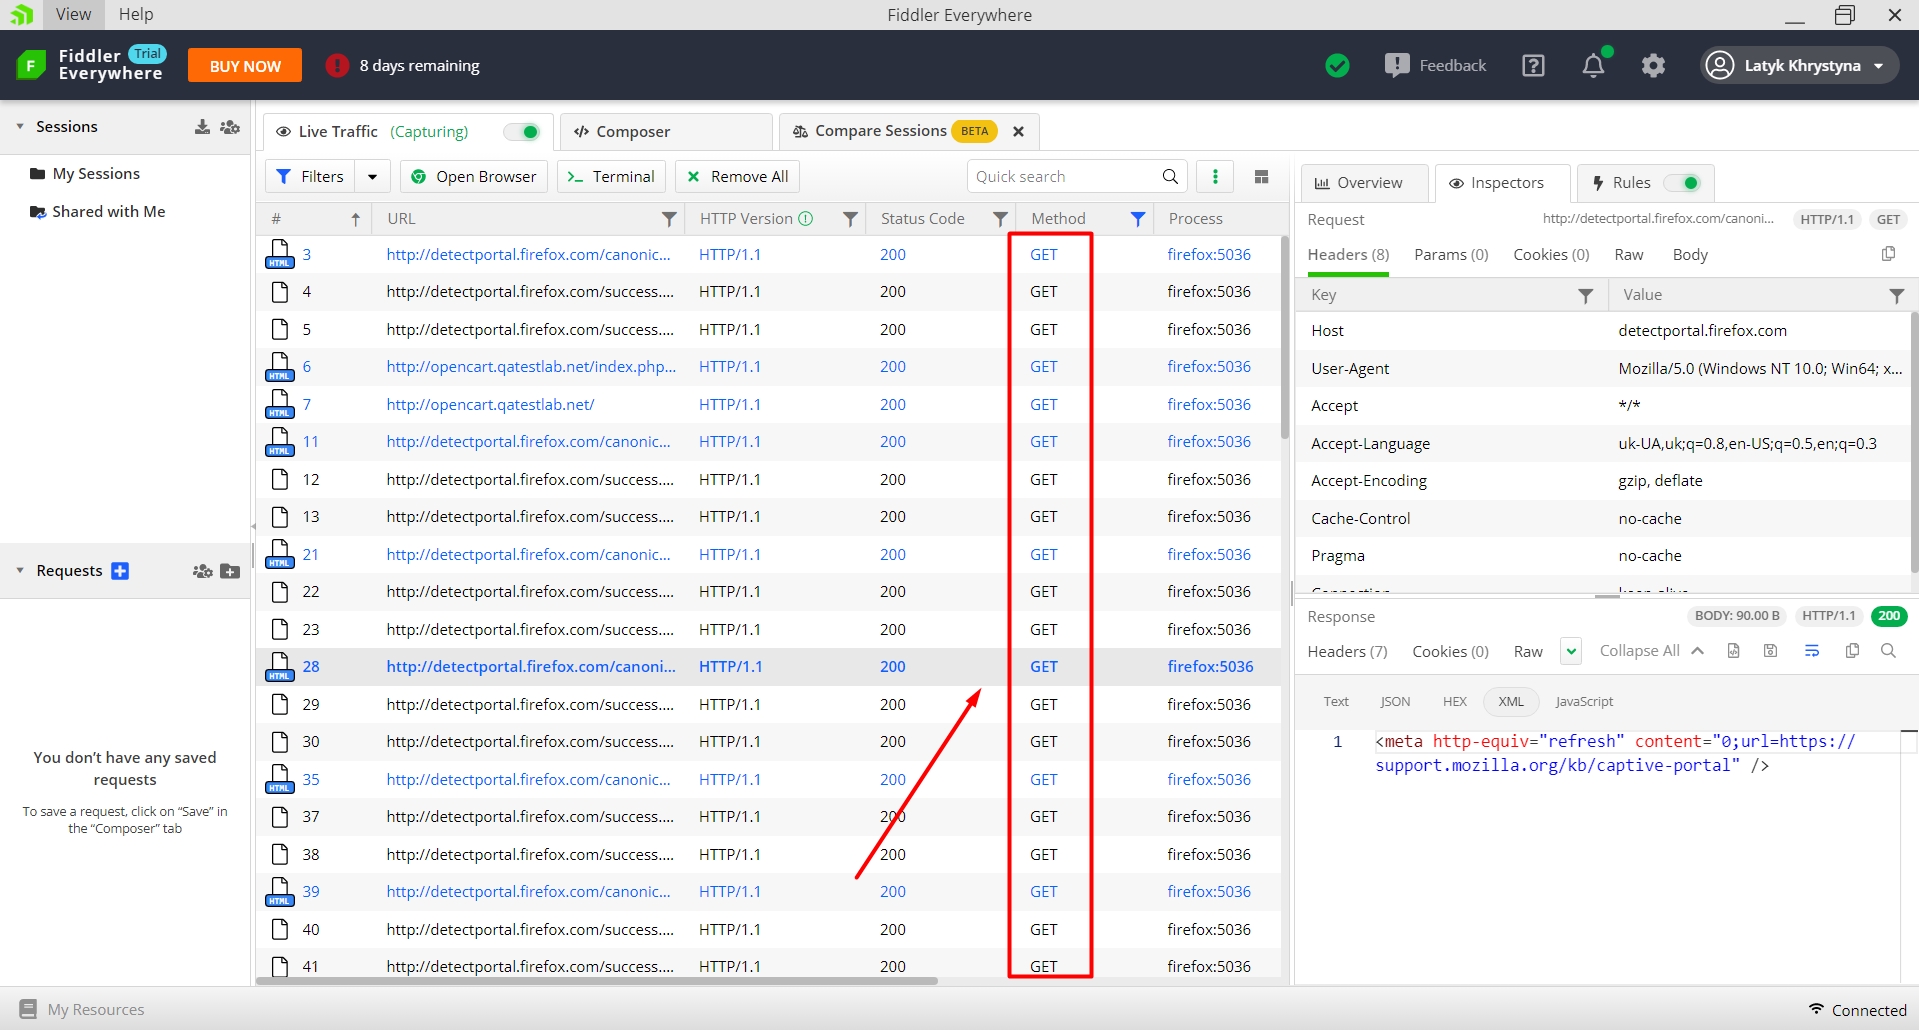 View Help Fiddler Everywhere
Fiddler Trial
Everywhere
BUY NOW
8 days remaining
Feedback
Latyk Khrystyna
Sessions
My Sessions
Shared with Me
Requests
You don’t have any saved
requests
To save a request, click on “Save” in
the “Composer” tab
Live Traffic (Capturing)
Composer
Compare Sessions BETA
Filters
Open Browser
Terminal
Remove All
Quick search
# URL HTTP Version Status Code Method Process
HTML 3 http://detectportal.firefox.com/canonic... HTTP/1.1 200 GET firefox:5036
4 http://detectportal.firefox.com/success.... HTTP/1.1 200 GET firefox:5036
5 http://detectportal.firefox.com/success.... HTTP/1.1 200 GET firefox:5036
HTML 6 http://opencart.qatestlab.net/index.php... HTTP/1.1 200 GET firefox:5036
HTML 7 http://opencart.qatestlab.net/ HTTP/1.1 200 GET firefox:5036
HTML 11 http://detectportal.firefox.com/canonic... HTTP/1.1 200 GET firefox:5036
12 http://detectportal.firefox.com/success.... HTTP/1.1 200 GET firefox:5036
13 http://detectportal.firefox.com/success.... HTTP/1.1 200 GET firefox:5036
HTML 21 http://detectportal.firefox.com/canonic... HTTP/1.1 200 GET firefox:5036
22 http://detectportal.firefox.com/success.... HTTP/1.1 200 GET firefox:5036
23 http://detectportal.firefox.com/success.... HTTP/1.1 200 GET firefox:5036
HTML 28 http://detectportal.firefox.com/canoni... HTTP/1.1 200 GET firefox:5036
29 http://detectportal.firefox.com/success.... HTTP/1.1 200 GET firefox:5036
30 http://detectportal.firefox.com/success.... HTTP/1.1 200 GET firefox:5036
HTML 35 http://detectportal.firefox.com/canonic... HTTP/1.1 200 GET firefox:5036
37 http://detectportal.firefox.com/success.... HTTP/1.1 200 GET firefox:5036
38 http://detectportal.firefox.com/success.... HTTP/1.1 200 GET firefox:5036
HTML 39 http://detectportal.firefox.com/canonic... HTTP/1.1 200 GET firefox:5036
40 http://detectportal.firefox.com/success.... HTTP/1.1 200 GET firefox:5036
41 http://detectportal.firefox.com/success.... HTTP/1.1 200 GET firefox:5036
Overview
Inspectors
Rules
Request http://detectportal.firefox.com/canoni... HTTP/1.1 GET
Headers (8) Params (0) Cookies (0) Raw Body
Key Value
Host detectportal.firefox.com
User-Agent Mozilla/5.0 (Windows NT 10.0; Win64; x...
Accept */*
Accept-Language uk-UA,uk;q=0.8,en-US;q=0.5,en;q=0.3
Accept-Encoding gzip, deflate
Cache-Control no-cache
Pragma no-cache
Connection keep-alive
Response BODY: 90.00 B HTTP/1.1 200
Headers (7) Cookies (0) Raw Collapse All
Text JSON HEX XML JavaScript
1 <meta http-equiv="refresh" content="0;url=https://
support.mozilla.org/kb/captive-portal" />
My Resources
Connected